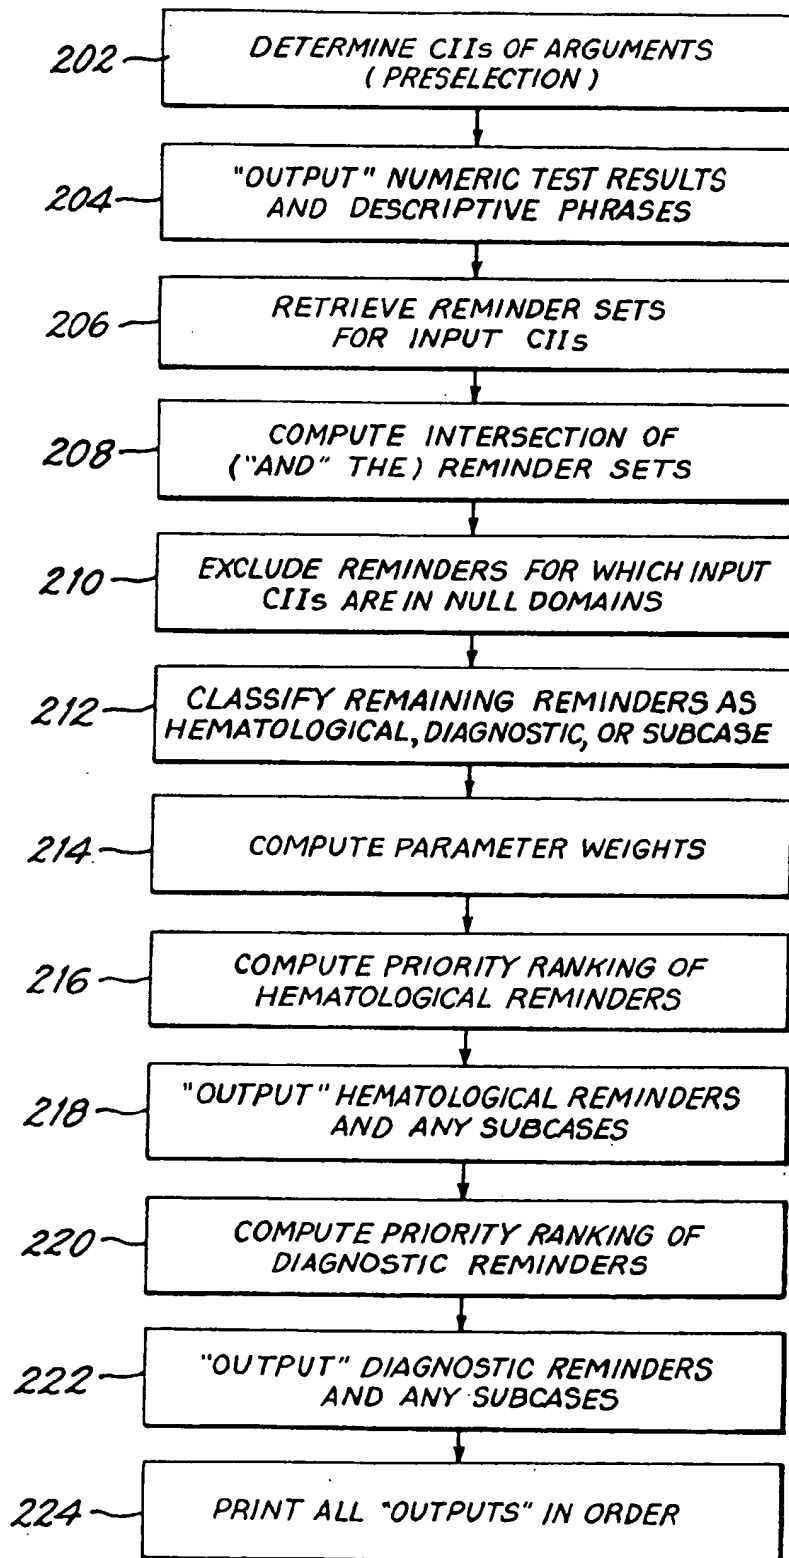 202
DETERMINE CIIs OF ARGUMENTS
(PRESELECTION)
204
"OUTPUT" NUMERIC TEST RESULTS
AND DESCRIPTIVE PHRASES
206
RETRIEVE REMINDER SETS
FOR INPUT CIIs
208
COMPUTE INTERSECTION OF
("AND" THE) REMINDER SETS
210
EXCLUDE REMINDERS FOR WHICH INPUT
CIIs ARE IN NULL DOMAINS
212
CLASSIFY REMAINING REMINDERS AS
HEMATOLOGICAL, DIAGNOSTIC, OR SUBCASE
214
COMPUTE PARAMETER WEIGHTS
216
COMPUTE PRIORITY RANKING OF
HEMATOLOGICAL REMINDERS
218
"OUTPUT" HEMATOLOGICAL REMINDERS
AND ANY SUBCASES
220
COMPUTE PRIORITY RANKING OF
DIAGNOSTIC REMINDERS
222
"OUTPUT" DIAGNOSTIC REMINDERS
AND ANY SUBCASES
224
PRINT ALL "OUTPUTS" IN ORDER